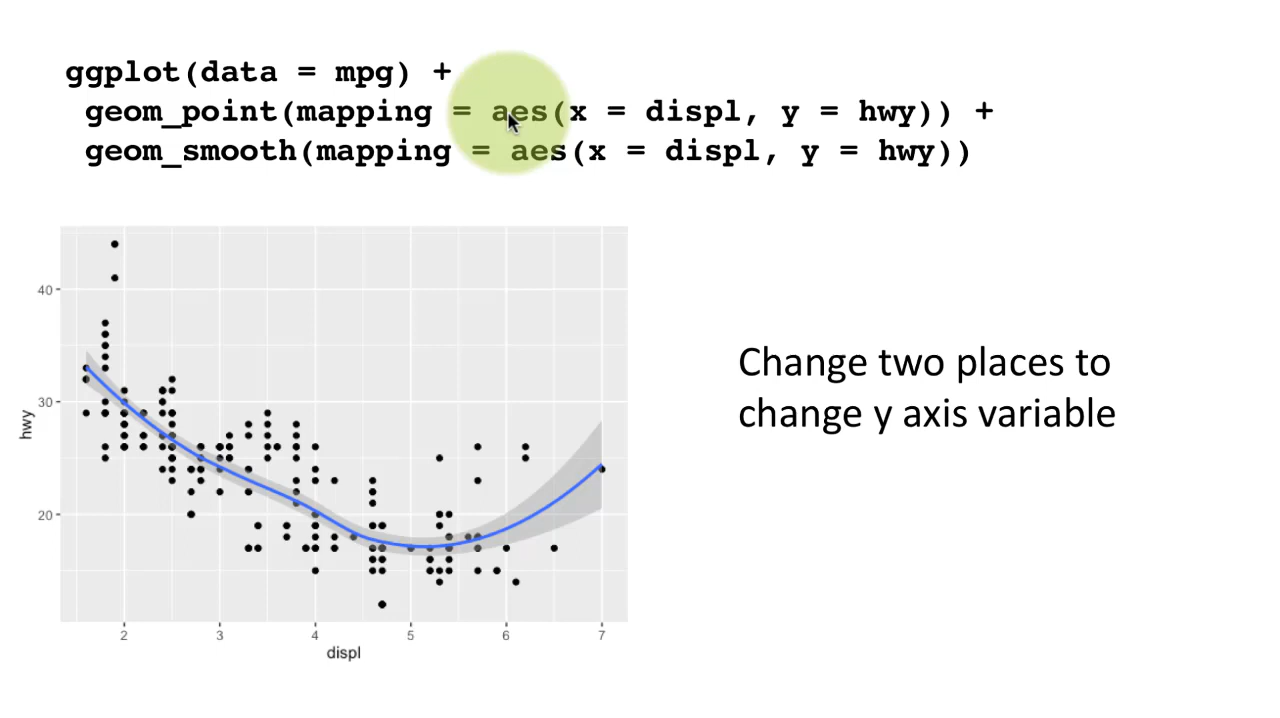 ggplot(data = mpg) +
geom_point(mapping = aes(x = displ, y = hwy)) +
geom_smooth(mapping = aes(x = displ, y = hwy))
40
30
20
hwy
2 3 4 5 6 7
displ
Change two places to
change y axis variable